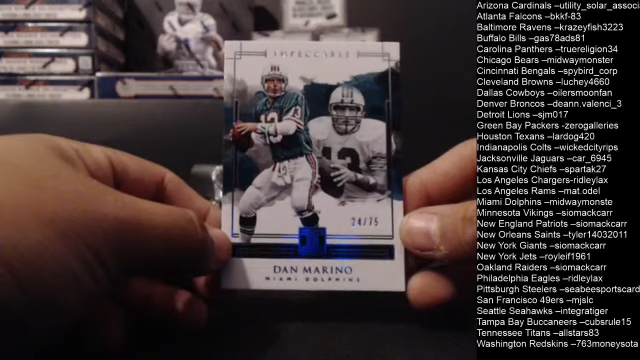 IMPECCABLE
13
13
24/75
DAN MARINO
MIAMI DOLPHINS
Arizona Cardinals –utility_solar_associ
Atlanta Falcons –bkkf-83
Baltimore Ravens –krazeyfish3223
Buffalo Bills –gas78ads81
Carolina Panthers –truereligion34
Chicago Bears –midwaymonster
Cincinnati Bengals –spybird_corp
Cleveland Browns –luchey4660
Dallas Cowboys –oilersmoonfan
Denver Broncos –deann.valenci_3
Detroit Lions –sjm017
Green Bay Packers -zerogalleries
Houston Texans –lardog420
Indianapolis Colts –wickedcityrips
Jacksonville Jaguars –car_6945
Kansas City Chiefs –spartak27
Los Angeles Chargers-ridleylax
Los Angeles Rams –mat.odel
Miami Dolphins –midwaymonste
Minnesota Vikings –siomackcarr
New England Patriots –siomackcarr
New Orleans Saints –tyler14032011
New York Giants –siomackcarr
New York Jets –royleif1961
Oakland Raiders –siomackcarr
Philadelphia Eagles –ridleylax
Pittsburgh Steelers –seabeesportscard
San Francisco 49ers –mjslc
Seattle Seahawks –integratiger
Tampa Bay Buccaneers –cubsrule15
Tennessee Titans –allstars83
Washington Redskins –763moneysota